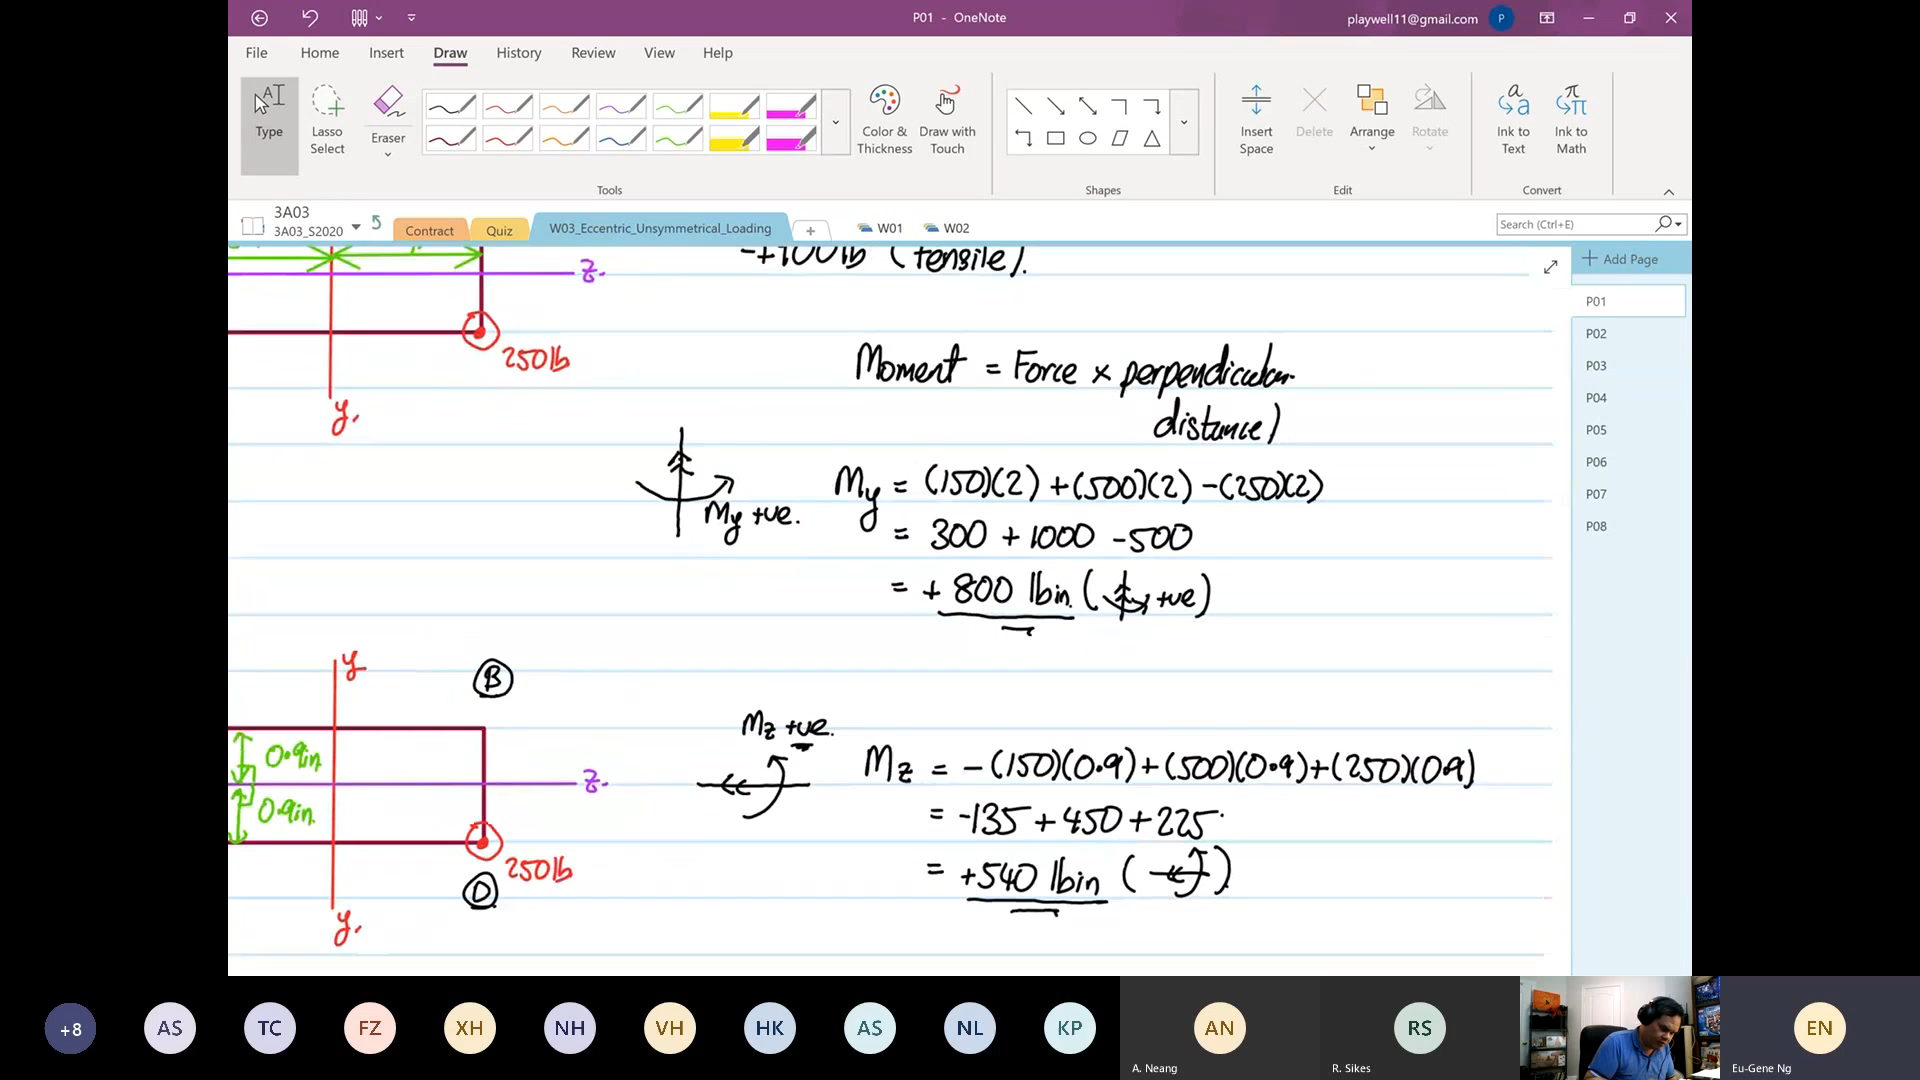 P01 - OneNote
playwell11@gmail.com
P
File
Home
Insert
Draw
History
Review
View
Help
Type
Lasso
Select
Eraser
Color &
Thickness
Draw with
Touch
Insert
Space
Delete
Arrange
Rotate
Ink to
Text
Ink to
Math
Tools
Shapes
Edit
Convert
3A03
3A03_S2020
Contract
Quiz
W03_Eccentric_Unsymmetrical_Loading
W01
W02
Search (Ctrl+E)
Add Page
P01
P02
P03
P04
P05
P06
P07
P08
(tensile).
z.
250lb
y.
Moment = Force × perpendicular
distance)
My +ve.
My = (150)(2) +(500)(2) -(250)(2)
= 300 + 1000 - 500
= + 800 lbin. ( +ve)
y
B
0.9in
0.9in.
z.
250lb
D
y.
Mz +ve.
Mz = -(150)(0.9)+(500)(0.9)+(250)(0.9)
= -135 + 450 + 225
= +540 lbin ( )
+8
AS
TC
FZ
XH
NH
VH
HK
AS
NL
KP
AN
A. Neang
RS
R. Sikes
EN
Eu-Gene Ng